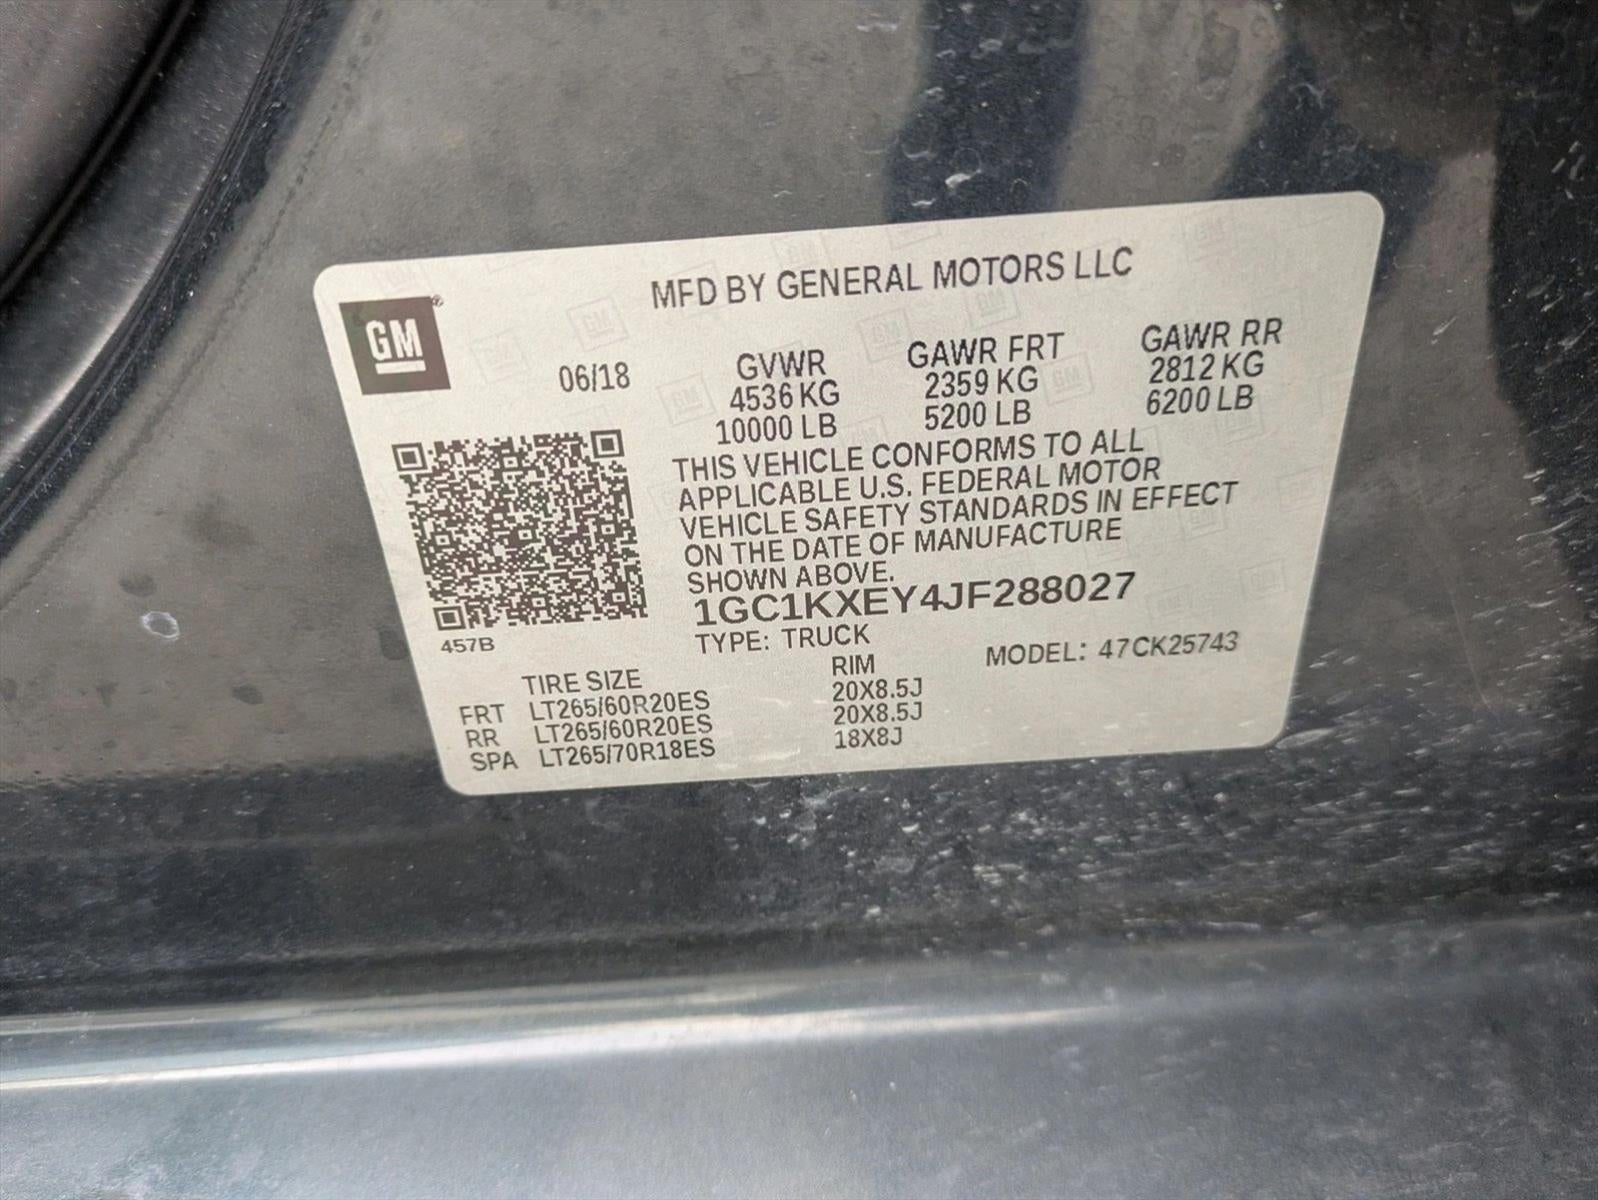 MFD BY GENERAL MOTORS LLC
GM®
06/18
GVWR GAWR FRT GAWR RR
4536 KG 2359 KG 2812 KG
10000 LB 5200 LB 6200 LB
THIS VEHICLE CONFORMS TO ALL
APPLICABLE U.S. FEDERAL MOTOR
VEHICLE SAFETY STANDARDS IN EFFECT
ON THE DATE OF MANUFACTURE
SHOWN ABOVE.
1GC1KXEY4JF288027
457B
TYPE: TRUCK MODEL: 47CK25743
TIRE SIZE RIM
FRT LT265/60R20ES 20X8.5J
RR LT265/60R20ES 20X8.5J
SPA LT265/70R18ES 18X8J